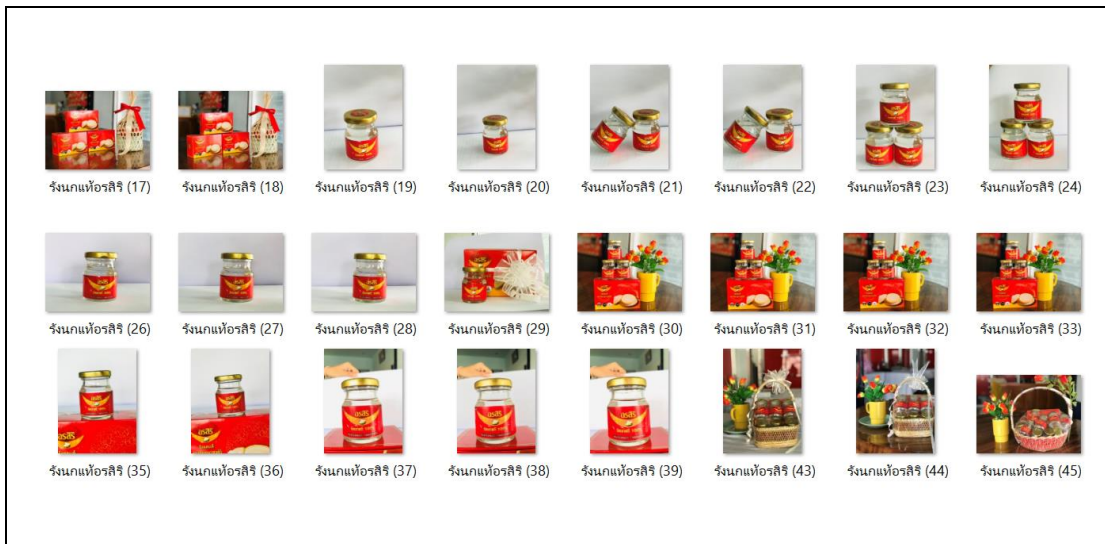 รังนกแท้อรสิริ (17) รังนกแท้อรสิริ (18) รังนกแท้อรสิริ (19) รังนกแท้อรสิริ (20) รังนกแท้อรสิริ (21) รังนกแท้อรสิริ (22) รังนกแท้อรสิริ (23) รังนกแท้อรสิริ (24)
รังนกแท้อรสิริ (26) รังนกแท้อรสิริ (27) รังนกแท้อรสิริ (28) รังนกแท้อรสิริ (29) รังนกแท้อรสิริ (30) รังนกแท้อรสิริ (31) รังนกแท้อรสิริ (32) รังนกแท้อรสิริ (33)
อรสิริ อรสิริ อรสิริ
รังนกแท้อรสิริ (35) รังนกแท้อรสิริ (36) รังนกแท้อรสิริ (37) รังนกแท้อรสิริ (38) รังนกแท้อรสิริ (39) รังนกแท้อรสิริ (43) รังนกแท้อรสิริ (44) รังนกแท้อรสิริ (45)